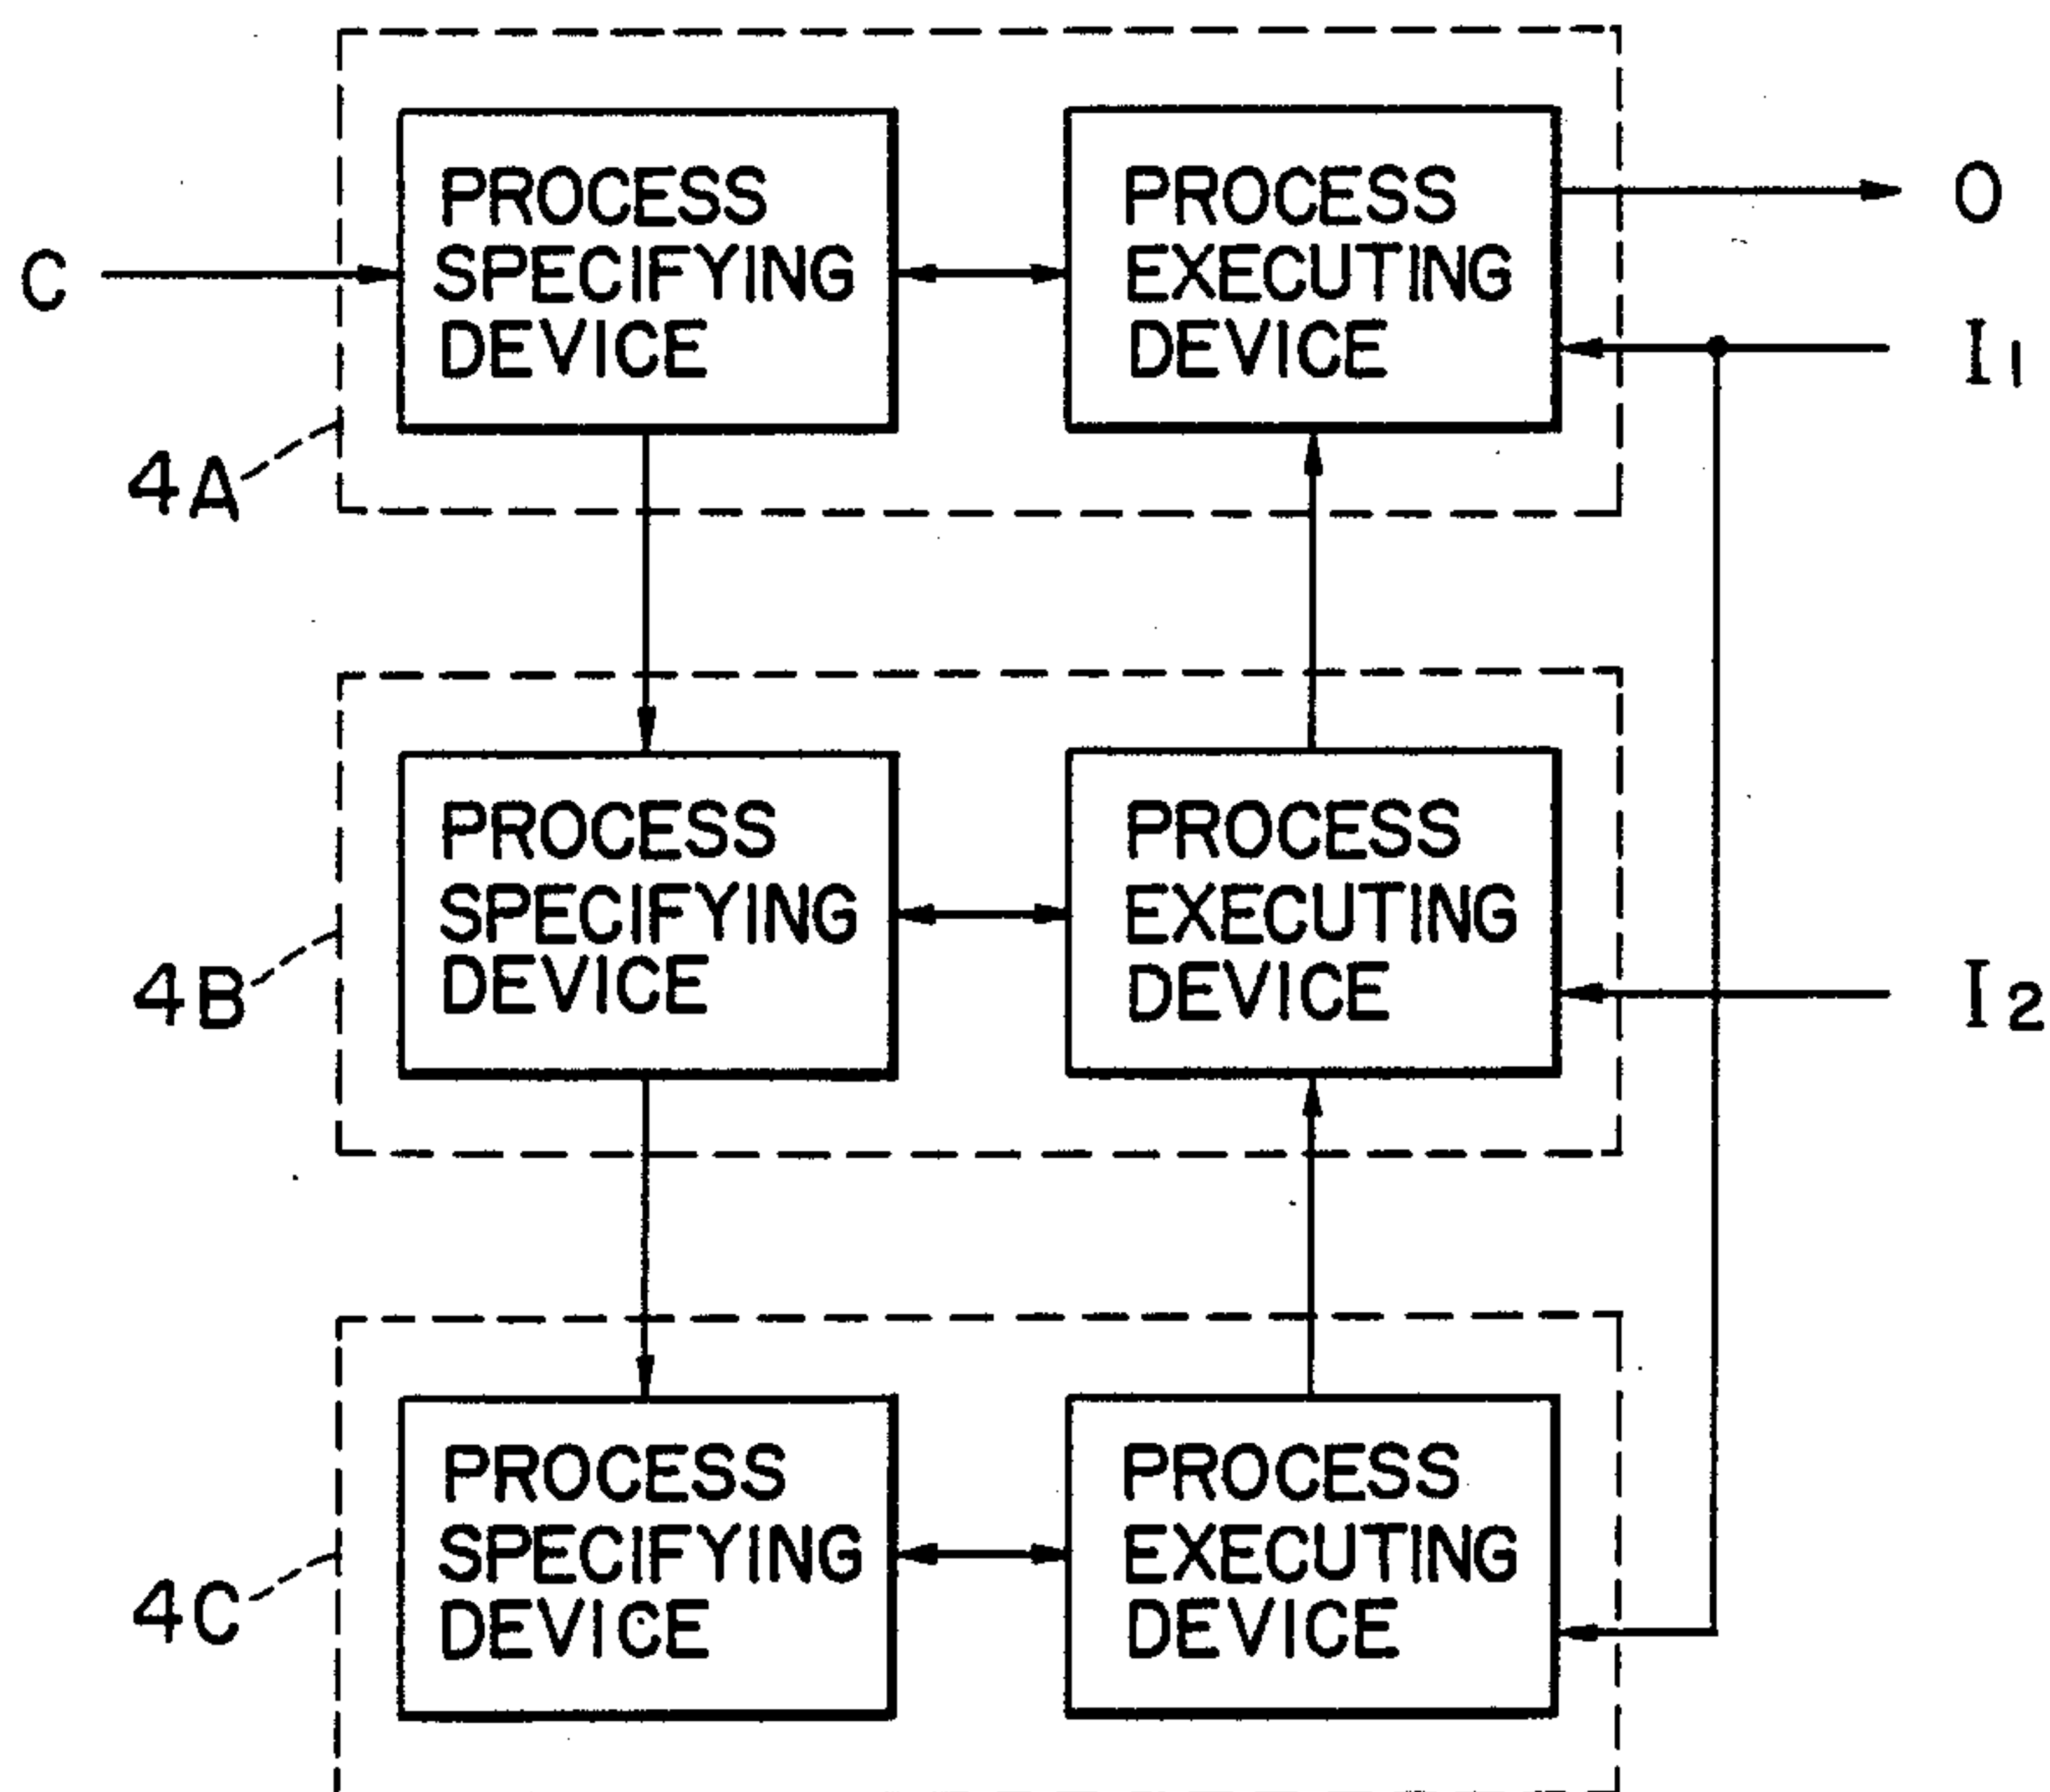 PROCESS
SPECIFYING
DEVICE
PROCESS
EXECUTING
DEVICE
O
C
I1
4A
PROCESS
SPECIFYING
DEVICE
PROCESS
EXECUTING
DEVICE
4B
I2
PROCESS
SPECIFYING
DEVICE
PROCESS
EXECUTING
DEVICE
4C